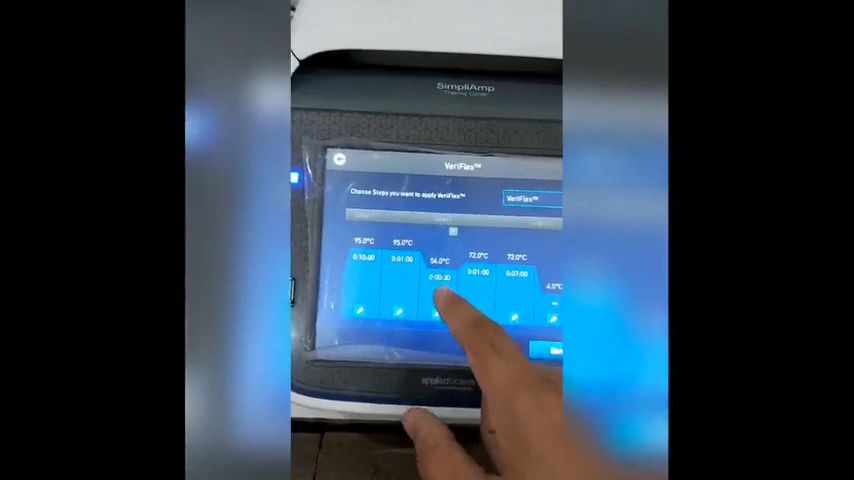 SimpliAmp
Thermal Cycler
VeriFlex™
Choose Steps you want to apply VeriFlex™
VeriFlex™
95.0°C 95.0°C 56.0°C 72.0°C 72.0°C 4.0°C
0:10:00 0:01:00 0:00:30 0:01:00 0:07:00
applied